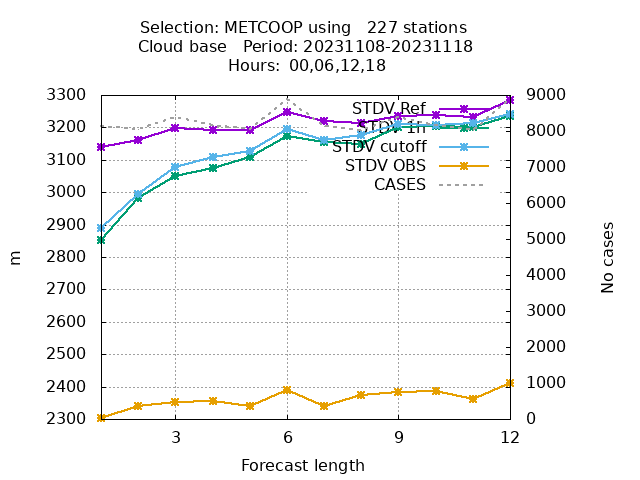 Selection: METCOOP using 227 stations
Cloud base Period: 20231108-20231118
Hours: 00,06,12,18
3300
3200
3100
3000
2900
2800
2700
2600
2500
2400
2300
m
STDV Ref
STDV 1h
STDV cutoff
STDV OBS
CASES
9000
8000
7000
6000
5000
4000
3000
2000
1000
0
No cases
3 6 9 12
Forecast length